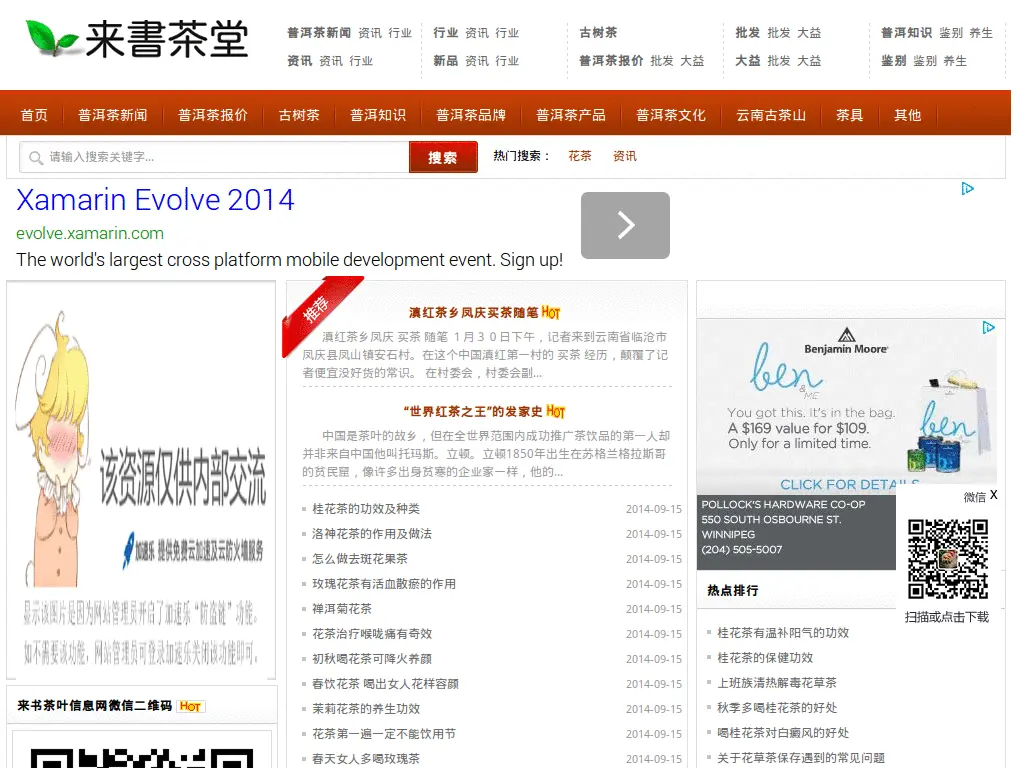 来書茶堂
普洱茶新闻 资讯 行业
资讯 资讯 行业
行业 资讯 行业
新品 资讯 行业
古树茶
普洱茶报价 批发 大益
批发 批发 大益
大益 批发 大益
普洱知识 鉴别 养生
鉴别 鉴别 养生
首页 普洱茶新闻 普洱茶报价 古树茶 普洱知识 普洱茶品牌 普洱茶产品 普洱茶文化 云南古茶山 茶具 其他
请输入搜索关键字... 搜索 热门搜索： 花茶 资讯
Xamarin Evolve 2014
evolve.xamarin.com
The world's largest cross platform mobile development event. Sign up!
该资源仅供内部交流
加速乐 提供免费云加速及云防火墙服务
显示该图片是因为网站管理员开启了加速乐“防盗链”功能。
如不需要该功能，网站管理员可登录加速乐关闭该功能即可。
来书茶叶信息网微信二维码 Hot
推荐
滇红茶乡凤庆买茶随笔 Hot
滇红茶乡凤庆 买茶 随笔 １月３０日下午，记者来到云南省临沧市
凤庆县凤山镇安石村。在这个中国滇红第一村的 买茶 经历，颠覆了记
者便宜没好货的常识。 在村委会，村委会副...
“世界红茶之王”的发家史 Hot
中国是茶叶的故乡，但在全世界范围内成功推广茶饮品的第一人却
并非来自中国他叫托玛斯。立顿。立顿1850年出生在苏格兰格拉斯哥
的贫民窟，像许多出身贫寒的企业家一样，他的...
桂花茶的功效及种类 2014-09-15
洛神花茶的作用及做法 2014-09-15
怎么做去斑花果茶 2014-09-15
玫瑰花茶有活血散瘀的作用 2014-09-15
禅洱菊花茶 2014-09-15
花茶治疗喉咙痛有奇效 2014-09-15
初秋喝花茶可降火养颜 2014-09-15
春饮花茶 喝出女人花样容颜 2014-09-15
茉莉花茶的养生功效 2014-09-15
花茶第一遍一定不能饮用节 2014-09-15
春天女人多喝玫瑰茶 2014-09-15
Benjamin Moore
ben
&ME
You got this. it's in the bag.
A $169 value for $109.
Only for a limited time.
ben
CLICK FOR DETAILS
POLLOCK'S HARDWARE CO-OP
550 SOUTH OSBOURNE ST.
WINNIPEG
(204) 505-5007
微信 X
扫描或点击下载
热点排行
桂花茶有温补阳气的功效
桂花茶的保健功效
上班族清热解毒花草茶
秋季多喝桂花茶的好处
喝桂花茶对白癜风的好处
关于花草茶保存遇到的常见问题